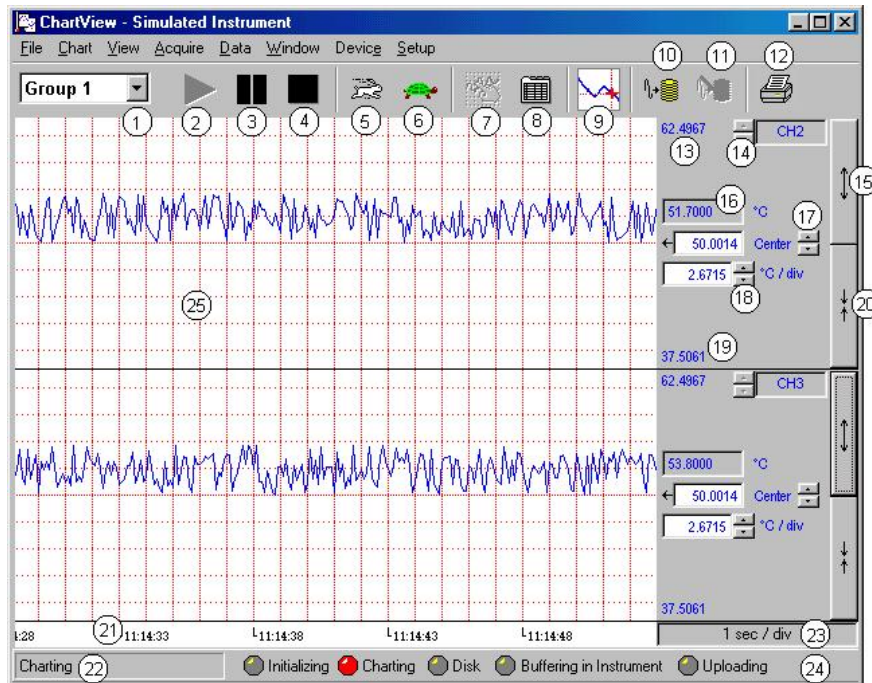 ChartView - Simulated Instrument
File Chart View Acquire Data Window Device Setup
10 11 12
Group 1
1 2 3 4 5 6 7 8 9
62.4967 CH2
13 14
15
51.7000 16 °C 17
50.0014 Center
2.6715 °C / div
18
25
20
37.5061 19
62.4967 CH3
53.8000 °C
50.0014 Center
2.6715 °C / div
37.5061
:28 21 11:14:33 11:14:38 11:14:43 11:14:48 1 sec / div 23
Charting 22 Initializing Charting Disk Buffering in Instrument Uploading 24